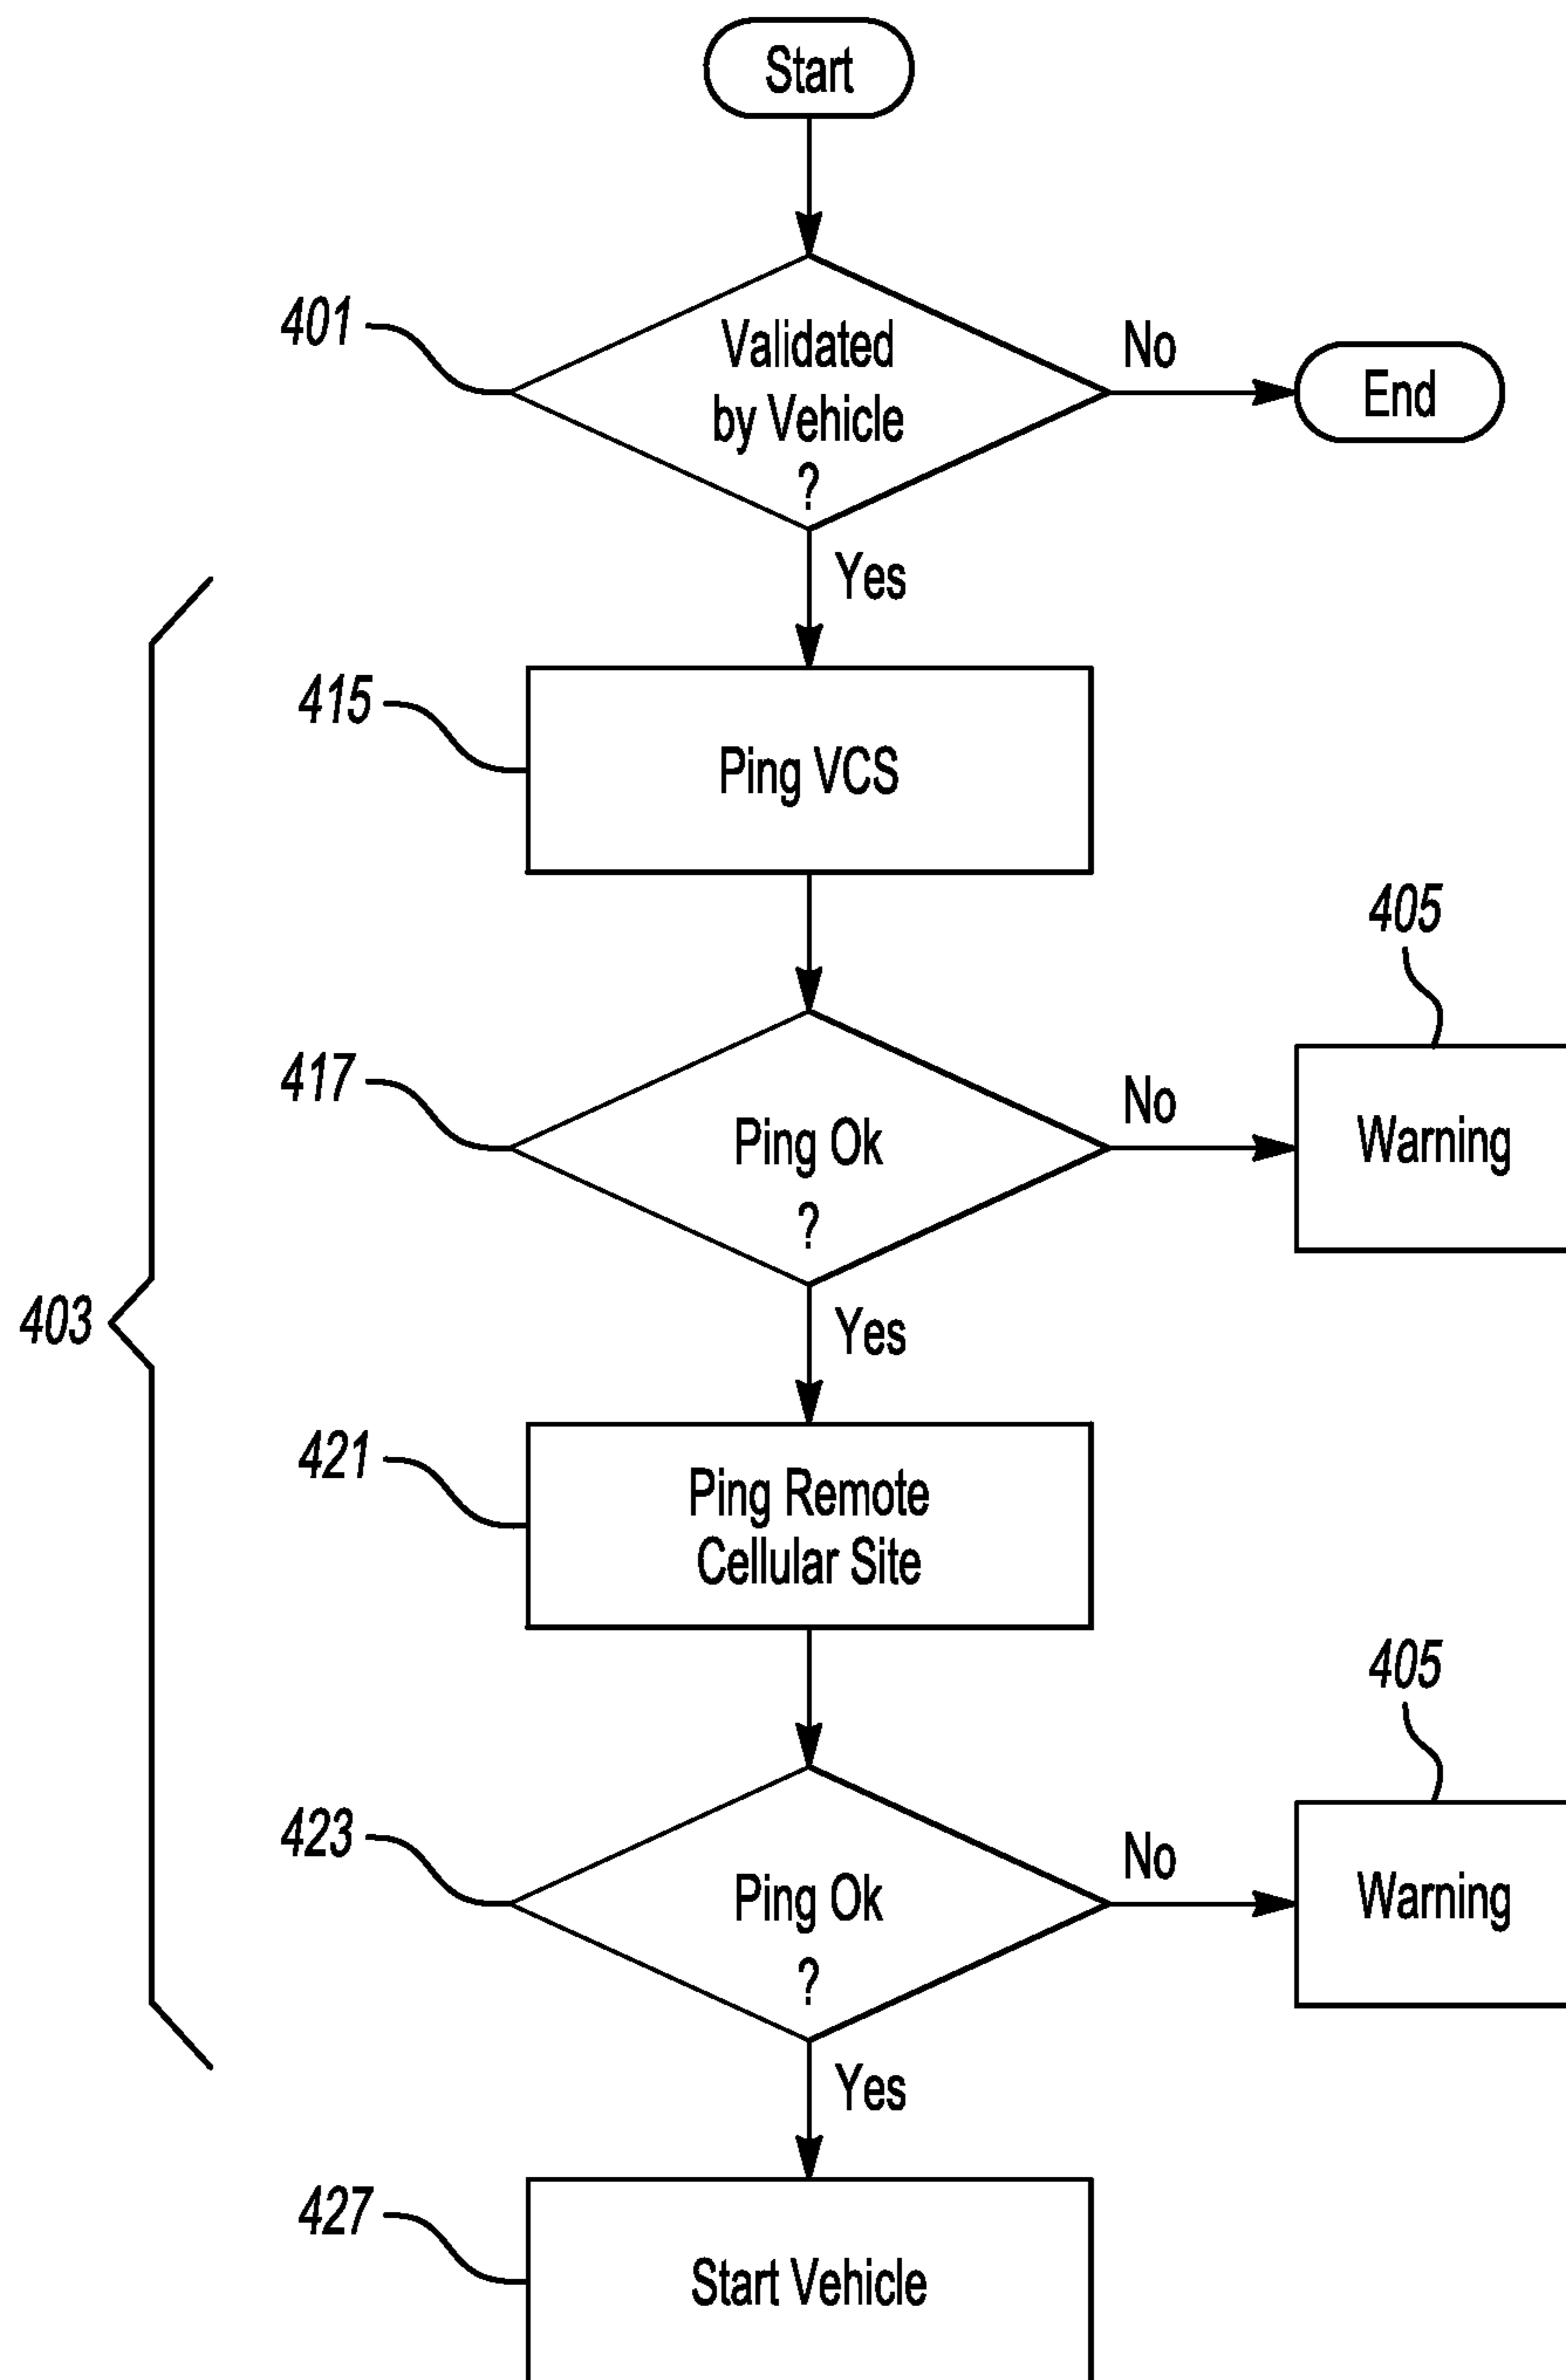 Start
401
Validated
by Vehicle
?
No
End
Yes
415
Ping VCS
405
417
Ping Ok
?
No
Warning
Yes
403
421
Ping Remote
Cellular Site
405
423
Ping Ok
?
No
Warning
Yes
427
Start Vehicle